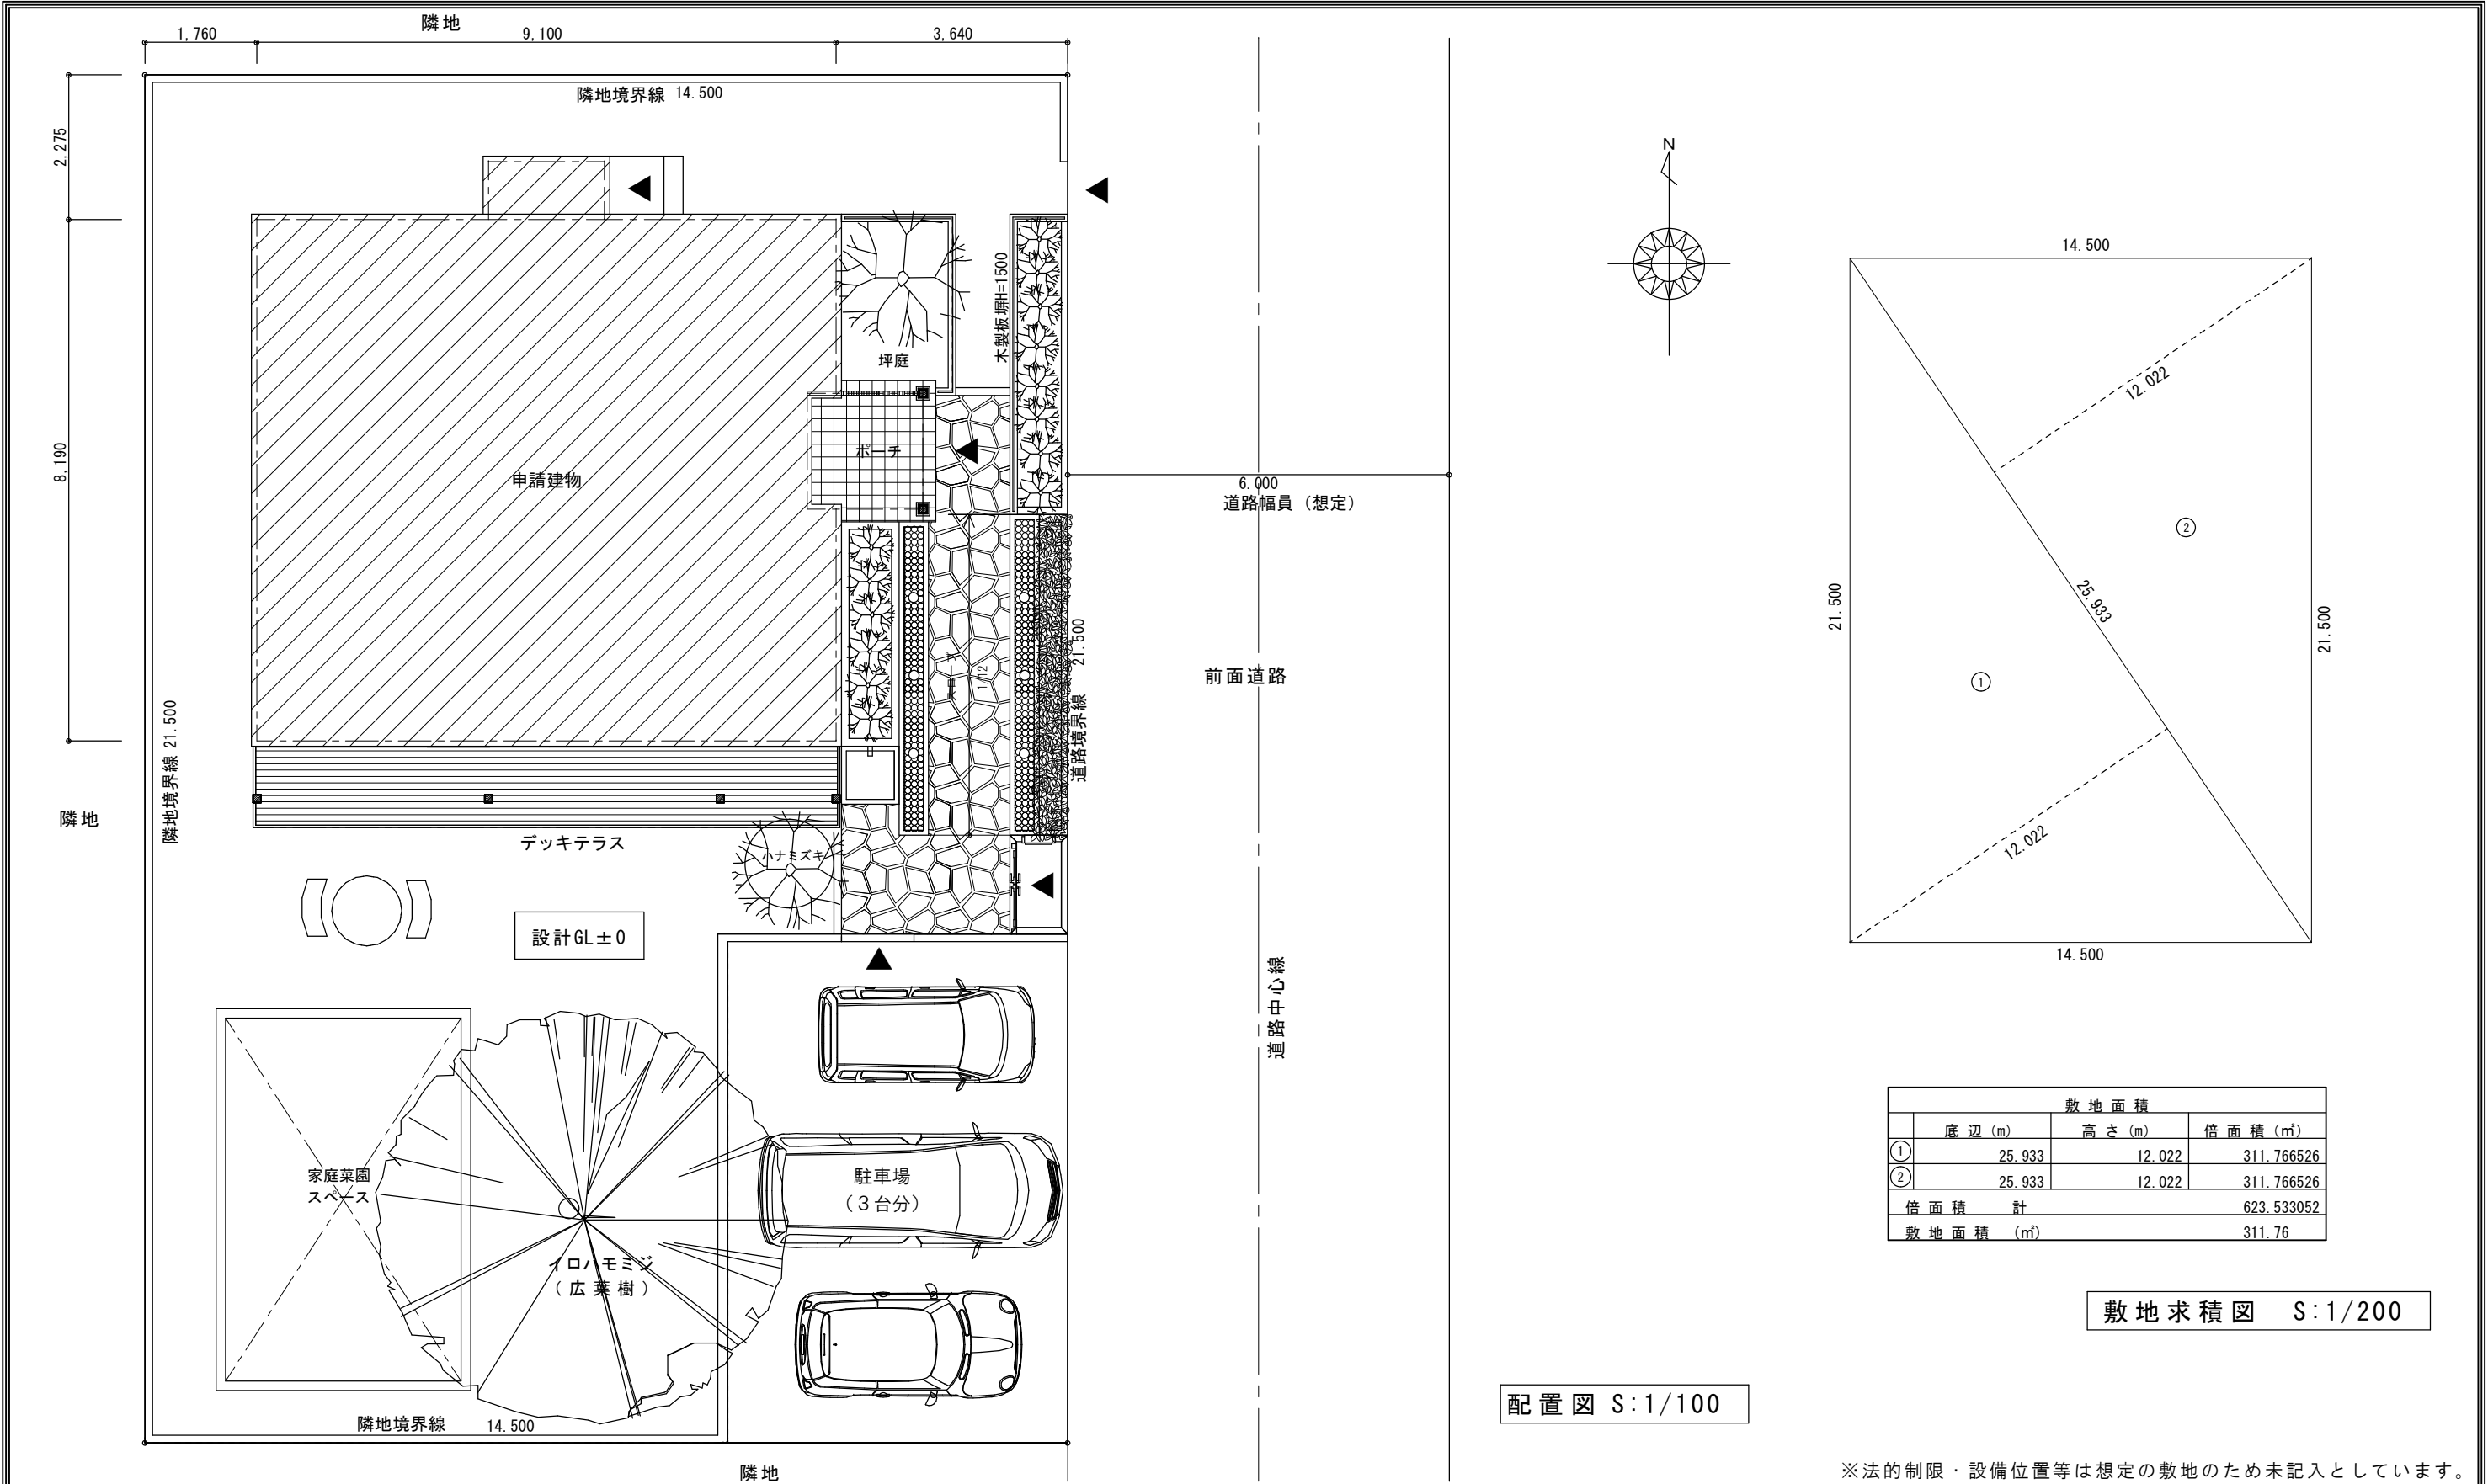 隣地
1,760
9,100
3,640
隣地境界線 14.500
2,275
8,190
隣地
隣地境界線 21.500
申請建物
坪庭
木製板塀H=1500
ポーチ
スロープ
1/12
道路境界線 21.500
6.000
道路幅員（想定）
前面道路
道路中心線
デッキテラス
ハナミズキ
設計GL±0
家庭菜園
スペース
イロハモミジ
（広葉樹）
駐車場
（3台分）
隣地境界線 14.500
隣地
N
14.500
12.022
②
21.500
25.933
21.500
①
12.022
14.500
敷地面積
底辺(m) 高さ(m) 倍面積(㎡)
① 25.933 12.022 311.766526
② 25.933 12.022 311.766526
倍面積 計 623.533052
敷地面積 (㎡) 311.76
敷地求積図 S:1/200
配置図 S:1/100
※法的制限・設備位置等は想定の敷地のため未記入としています。